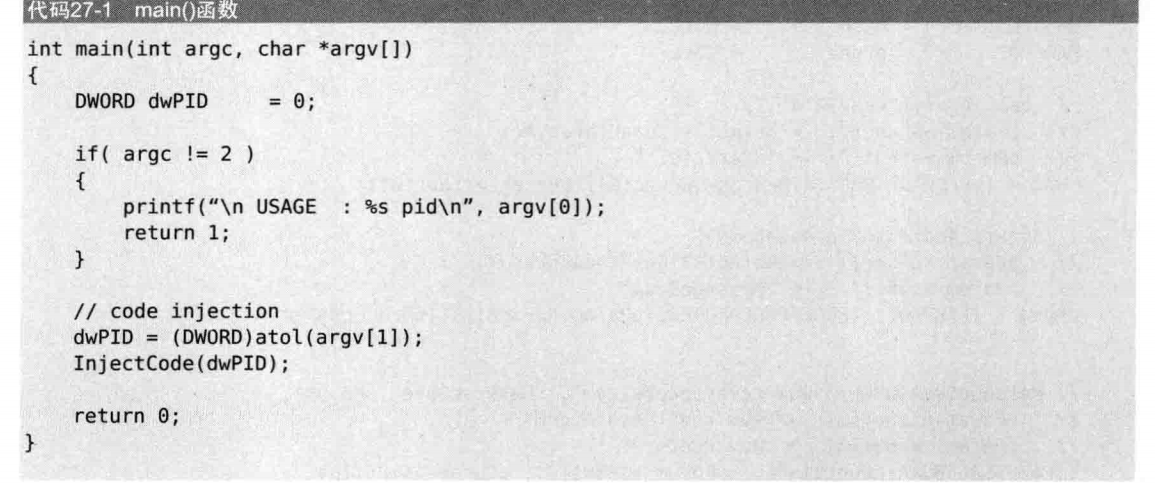 代码27-1 main()函数
int main(int argc, char *argv[])
{
    DWORD dwPID      = 0;
    if( argc != 2 )
    {
        printf(“\n USAGE  : %s pid\n”, argv[0]);
        return 1;
    }
    // code injection
    dwPID = (DWORD)atol(argv[1]);
    InjectCode(dwPID);
    return 0;
}